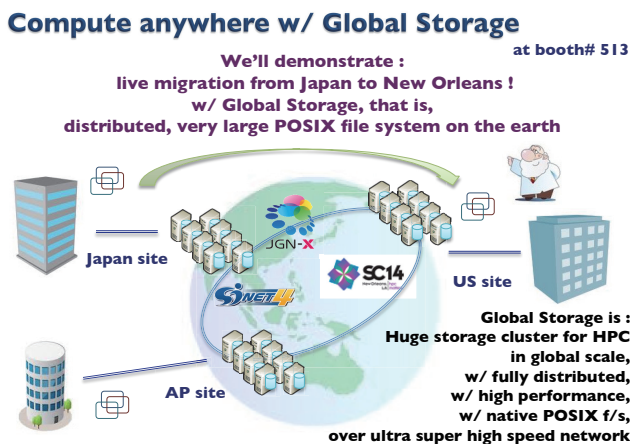 Compute anywhere w/ Global Storage
at booth# 513
We'll demonstrate :
live migration from Japan to New Orleans !
w/ Global Storage, that is,
distributed, very large POSIX file system on the earth
JGN-X
Japan site
SC14
New Orleans,
US site
SINET4
AP site
Global Storage is :
Huge storage cluster for HPC
in global scale,
w/ fully distributed,
w/ high performance,
w/ native POSIX f/s,
over ultra super high speed network